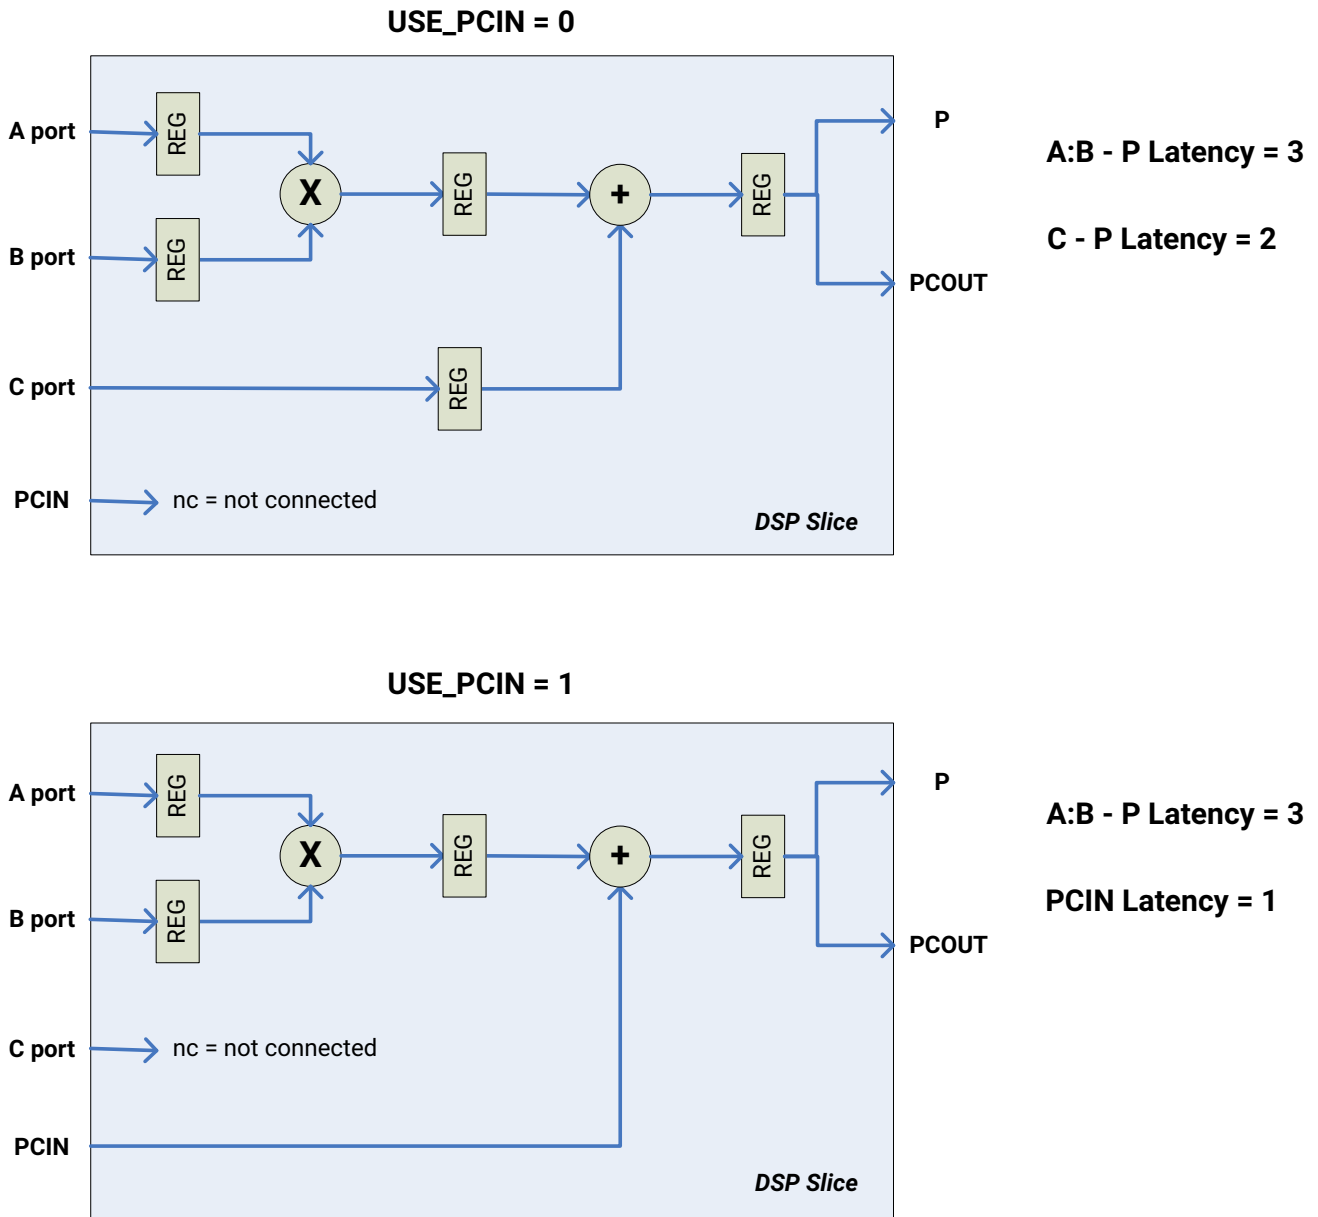 USE_PCIN = 0
A port
REG
X
REG
+
REG
P
A:B - P Latency = 3
B port
REG
C - P Latency = 2
PCOUT
C port
REG
PCIN
nc = not connected
DSP Slice
USE_PCIN = 1
A port
REG
X
REG
+
REG
P
A:B - P Latency = 3
B port
REG
PCIN Latency = 1
PCOUT
C port
nc = not connected
PCIN
DSP Slice